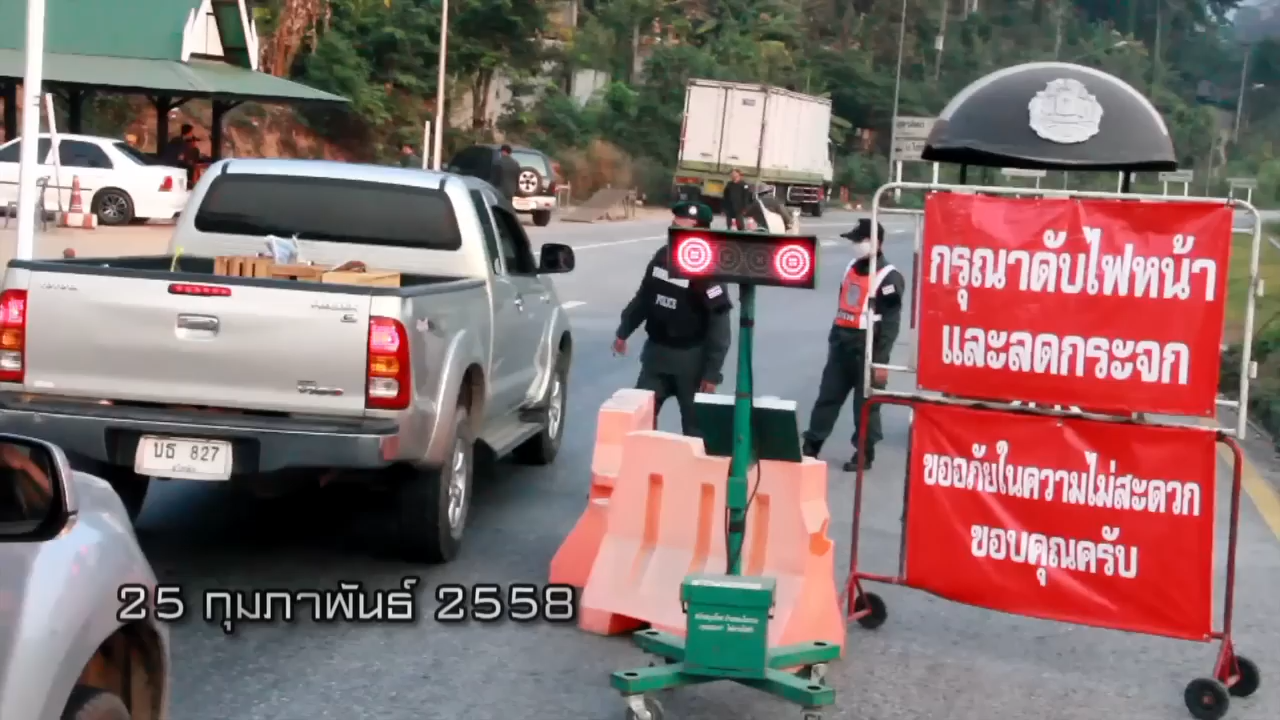 กรุณาดับไฟหน้า
และลดกระจก
ขออภัยในความไม่สะดวก
ขอบคุณครับ
POLICE
บธ 827
25 กุมภาพันธ์ 2558